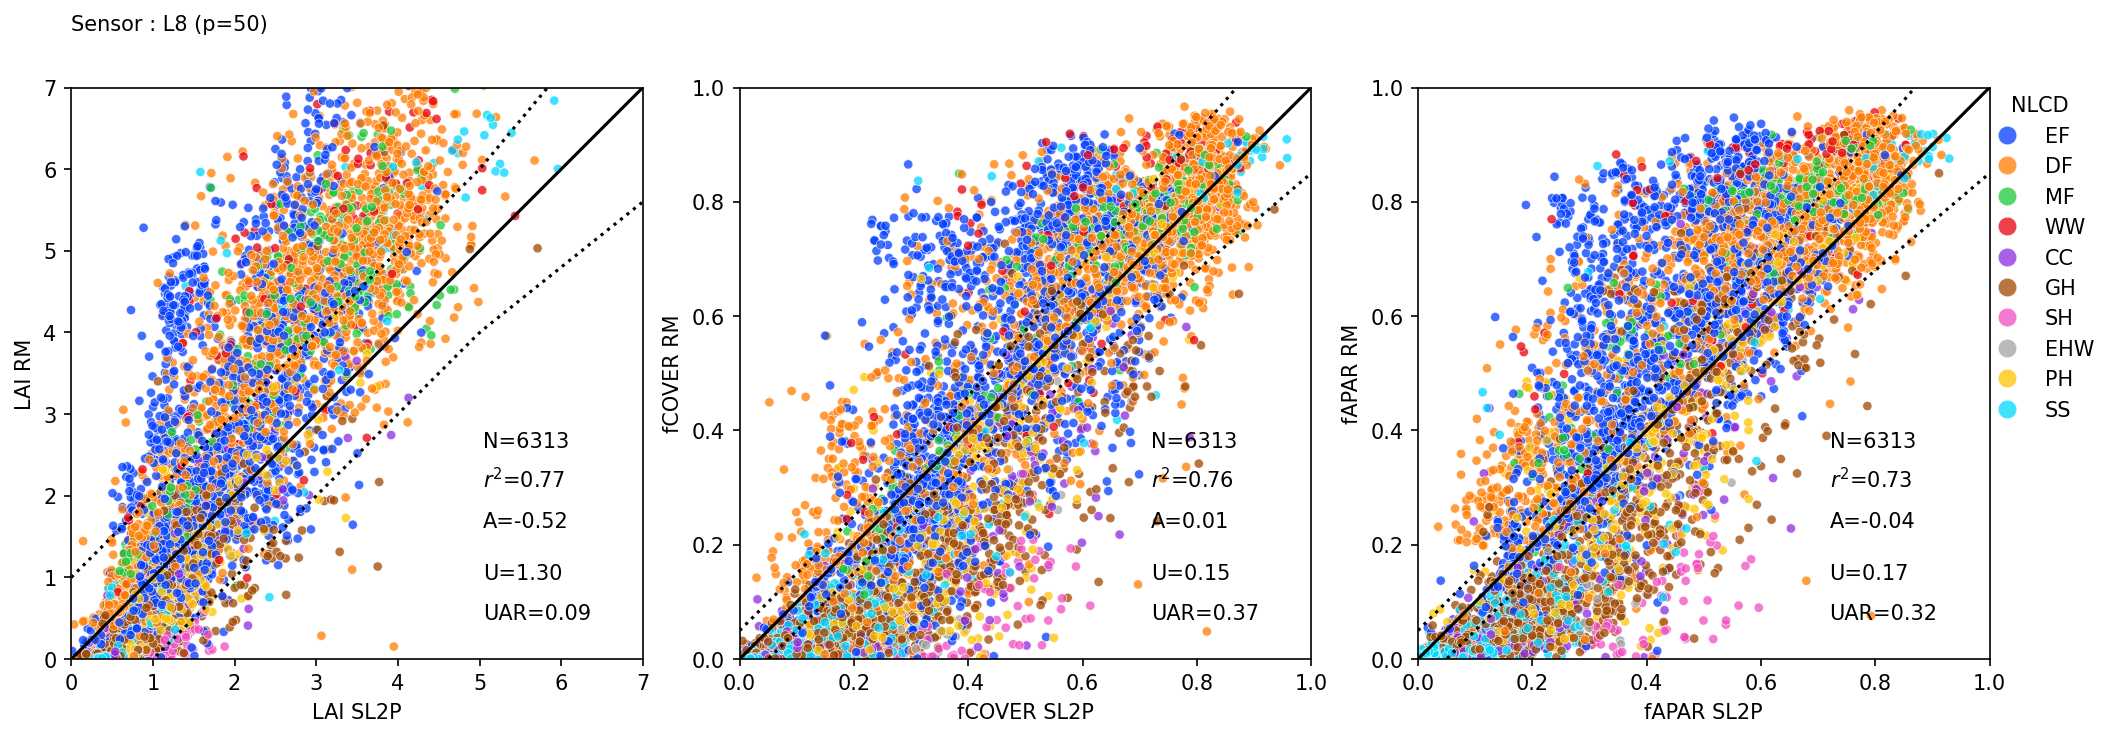 Sensor : L8 (p=50)
7
6
5
4
3
2
1
0
LAI RM
N=6313
r²=0.77
A=-0.52
U=1.30
UAR=0.09
0 1 2 3 4 5 6 7
LAI SL2P
1.0
0.8
0.6
0.4
0.2
0.0
fCOVER RM
N=6313
r²=0.76
A=0.01
U=0.15
UAR=0.37
0.0 0.2 0.4 0.6 0.8 1.0
fCOVER SL2P
1.0
0.8
0.6
0.4
0.2
0.0
fAPAR RM
N=6313
r²=0.73
A=-0.04
U=0.17
UAR=0.32
0.0 0.2 0.4 0.6 0.8 1.0
fAPAR SL2P
NLCD
EF
DF
MF
WW
CC
GH
SH
EHW
PH
SS